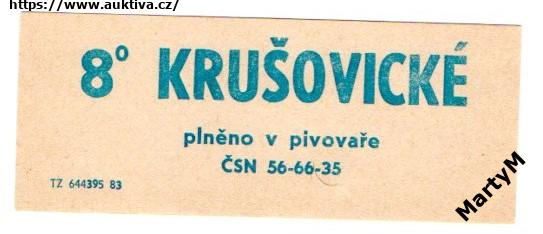 https://www.auktiva.cz/
8° KRUŠOVICKÉ
plněno v pivovaře
ČSN 56-66-35
TZ 644395 83
MartyM